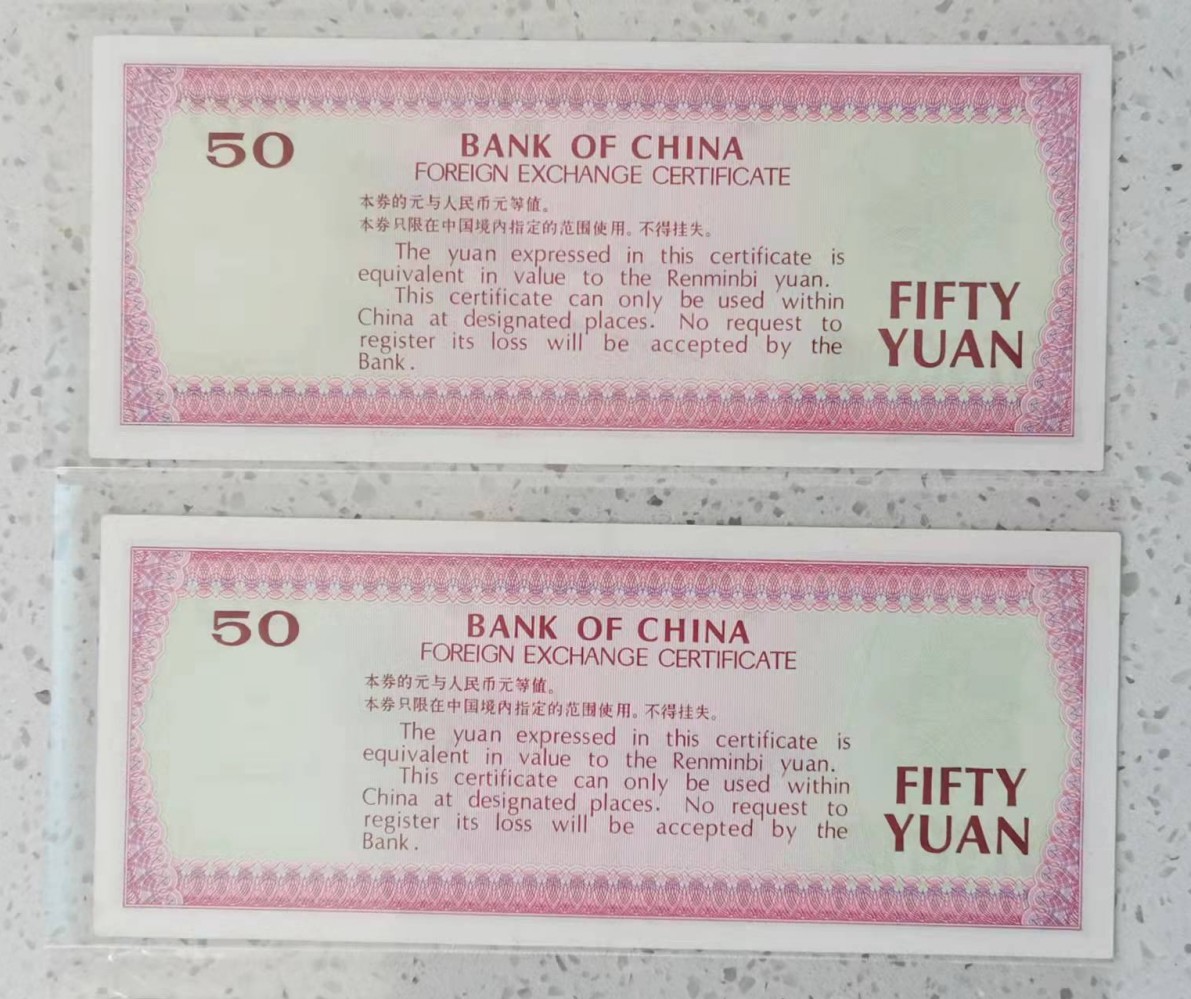 50
BANK OF CHINA
FOREIGN EXCHANGE CERTIFICATE
本券的元与人民币元等值。
本券只限在中国境内指定的范围使用。不得挂失。
The yuan expressed in this certificate is
equivalent in value to the Renminbi yuan.
This certificate can only be used within
China at designated places. No request to
register its loss will be accepted by the
Bank.
FIFTY
YUAN
50
BANK OF CHINA
FOREIGN EXCHANGE CERTIFICATE
本券的元与人民币元等值。
本券只限在中国境内指定的范围使用。不得挂失。
The yuan expressed in this certificate is
equivalent in value to the Renminbi yuan.
This certificate can only be used within
China at designated places. No request to
register its loss will be accepted by the
Bank.
FIFTY
YUAN